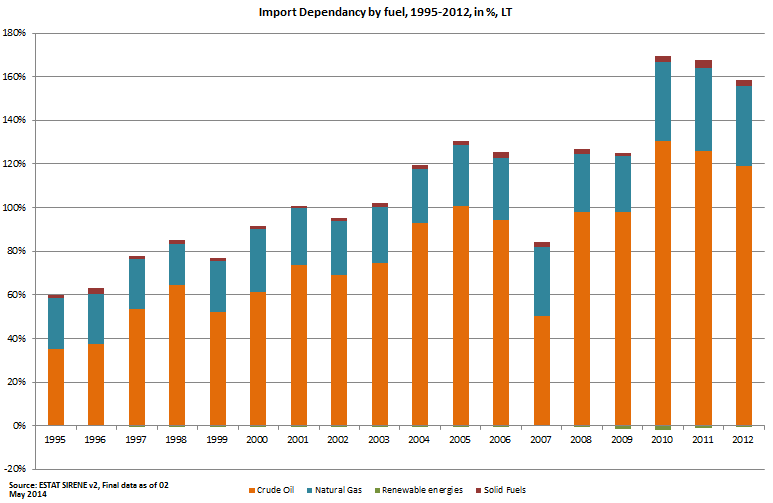 Import Dependancy by fuel, 1995-2012, in %, LT
180%
160%
140%
120%
100%
80%
60%
40%
20%
0%
-20%
1995 1996 1997 1998 1999 2000 2001 2002 2003 2004 2005 2006 2007 2008 2009 2010 2011 2012
Source: ESTAT SIRENE v2, Final data as of 02
May 2014
Crude Oil Natural Gas Renewable energies Solid Fuels